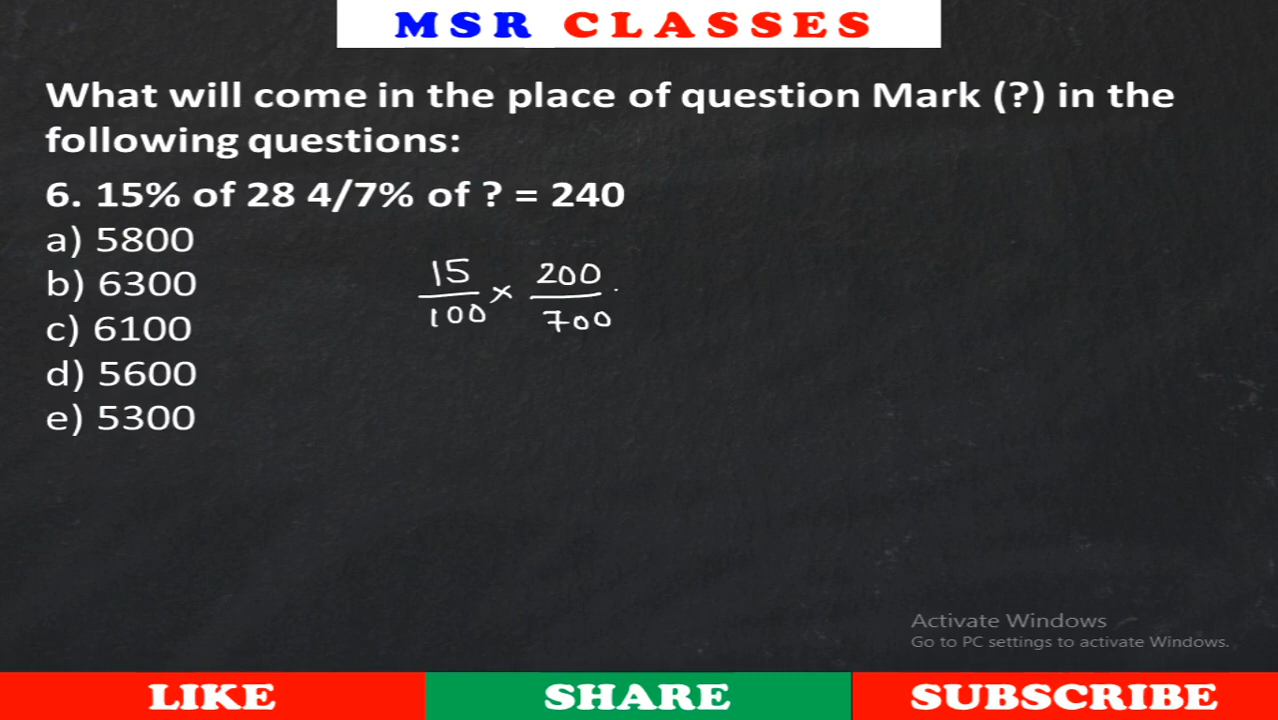 MSR CLASSES
What will come in the place of question Mark (?) in the
following questions:
6. 15% of 28 4/7% of ? = 240
a) 5800
b) 6300
c) 6100
d) 5600
e) 5300
15/100 × 200/700
Activate Windows
Go to PC settings to activate Windows.
LIKE SHARE SUBSCRIBE